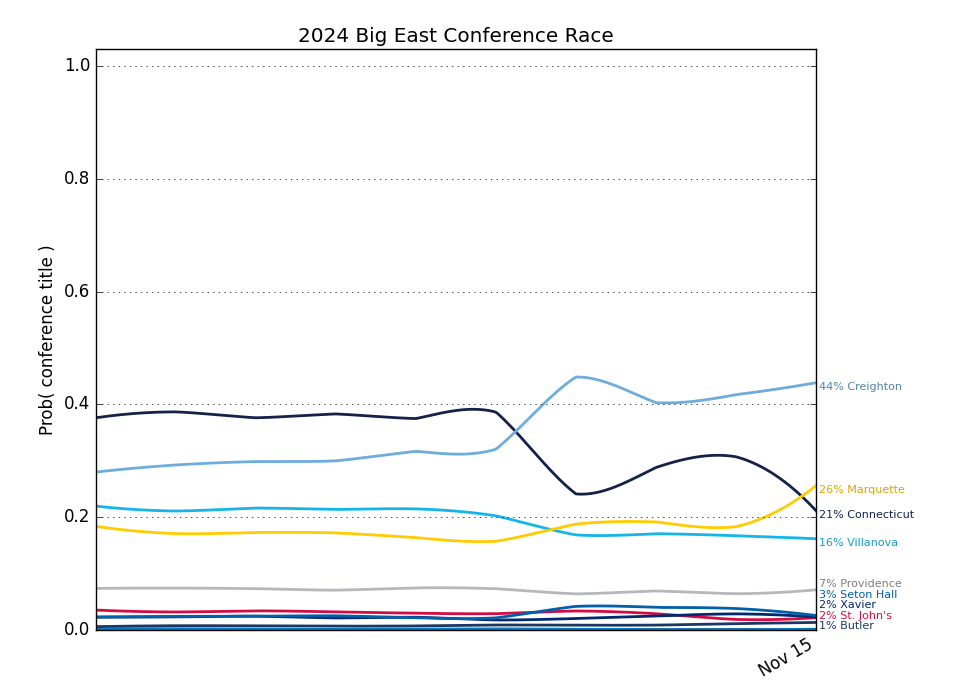 2024 Big East Conference Race
Prob( conference title )
1.0
0.8
0.6
0.4
0.2
0.0
44% Creighton
26% Marquette
21% Connecticut
16% Villanova
7% Providence
3% Seton Hall
2% Xavier
2% St. John's
1% Butler
Nov 15